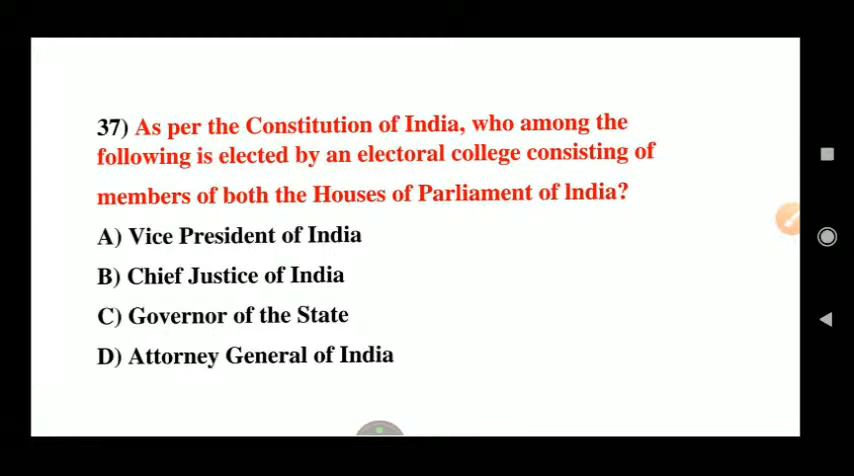 37) As per the Constitution of India, who among the
following is elected by an electoral college consisting of
members of both the Houses of Parliament of India?
A) Vice President of India
B) Chief Justice of India
C) Governor of the State
D) Attorney General of India